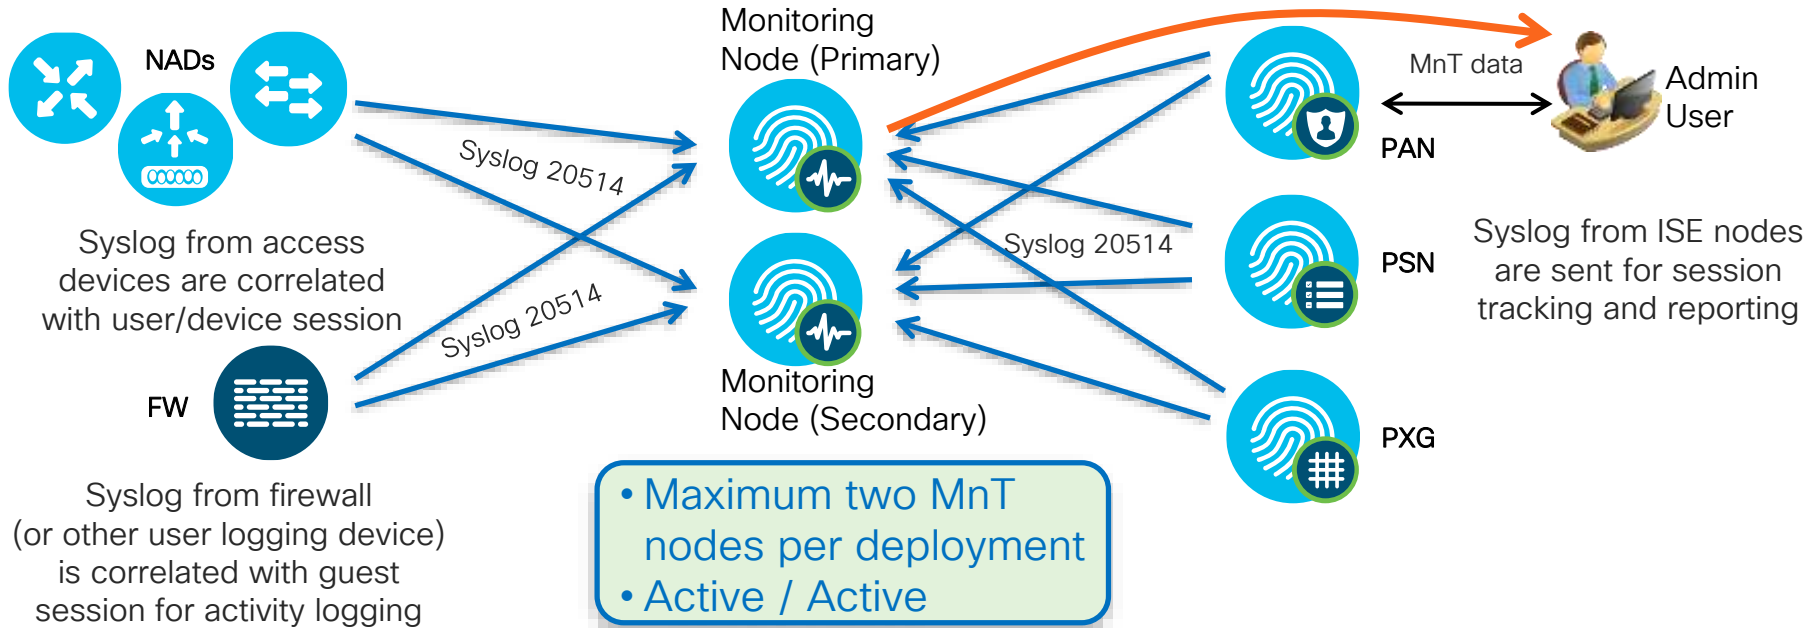 NADs
Syslog from access
devices are correlated
with user/device session
FW
Syslog from firewall
(or other user logging device)
is correlated with guest
session for activity logging
Syslog 20514
Syslog 20514
Monitoring
Node (Primary)
Monitoring
Node (Secondary)
• Maximum two MnT
nodes per deployment
• Active / Active
Syslog 20514
MnT data
Admin
User
PAN
PSN
PXG
Syslog from ISE nodes
are sent for session
tracking and reporting